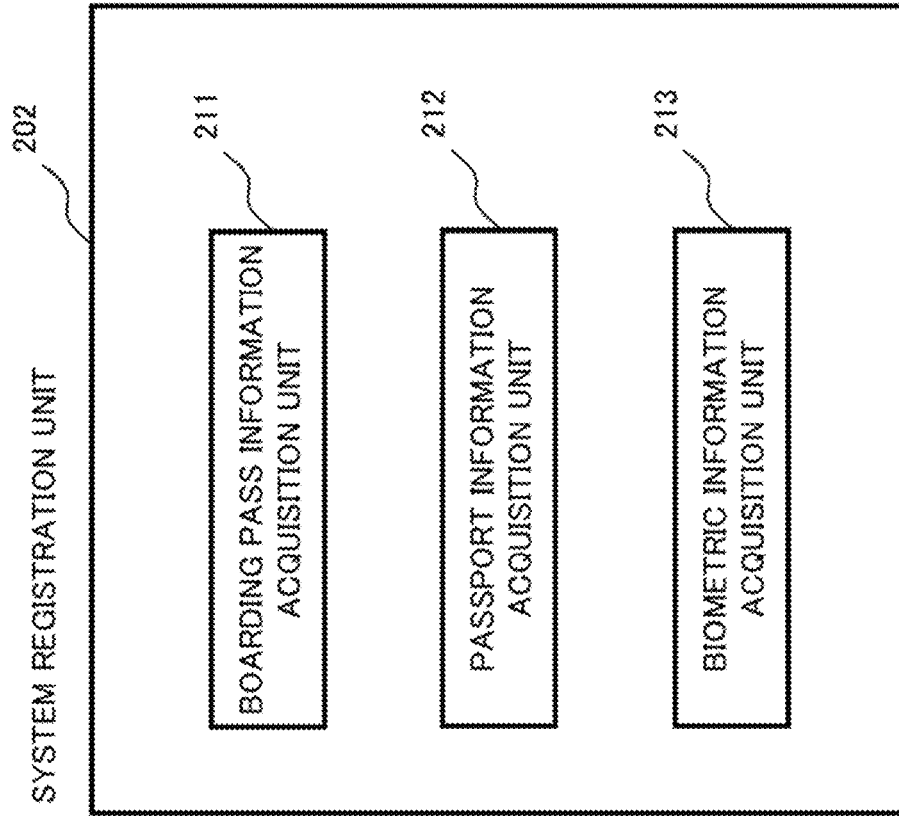 SYSTEM REGISTRATION UNIT
202
211
BOARDING PASS INFORMATION
ACQUISITION UNIT
212
PASSPORT INFORMATION
ACQUISITION UNIT
213
BIOMETRIC INFORMATION
ACQUISITION UNIT